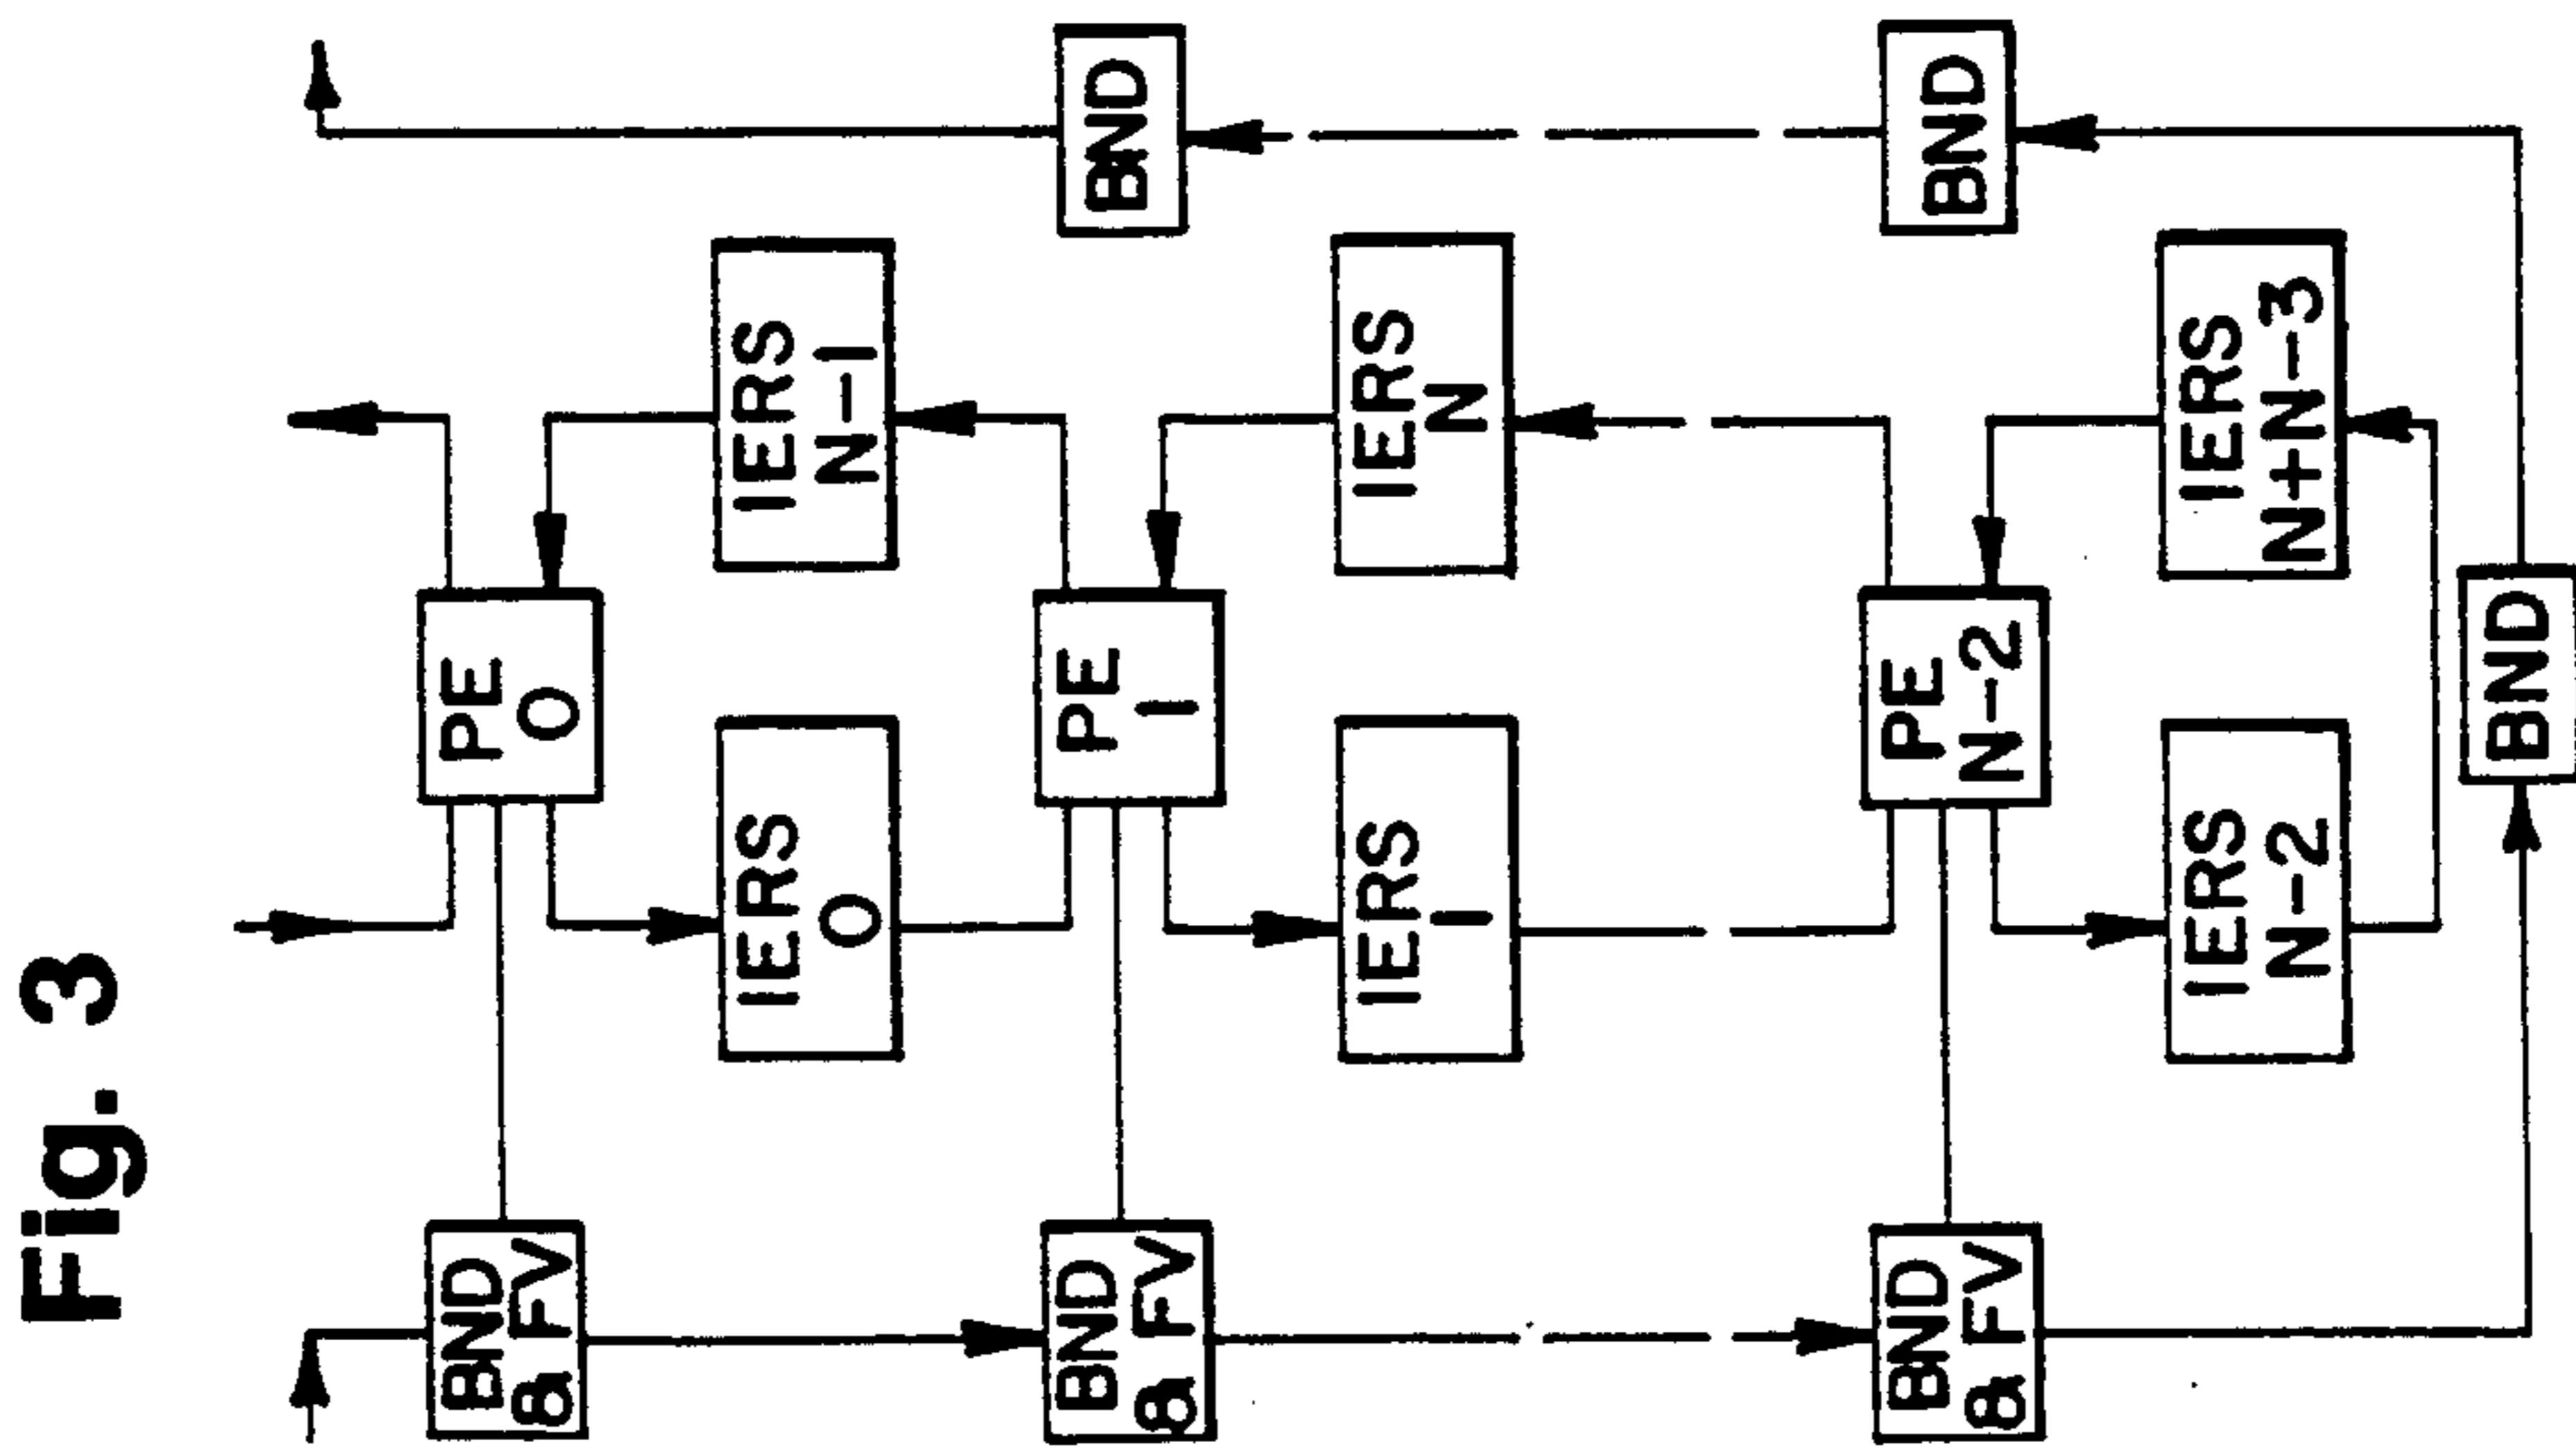 Fig. 3
BND
& FV
PE
0
IERS
0
IERS
N-1
BND
& FV
PE
1
BND
IERS
1
IERS
N
BND
& FV
PE
N-2
BND
IERS
N-2
IERS
N+N-3
BND